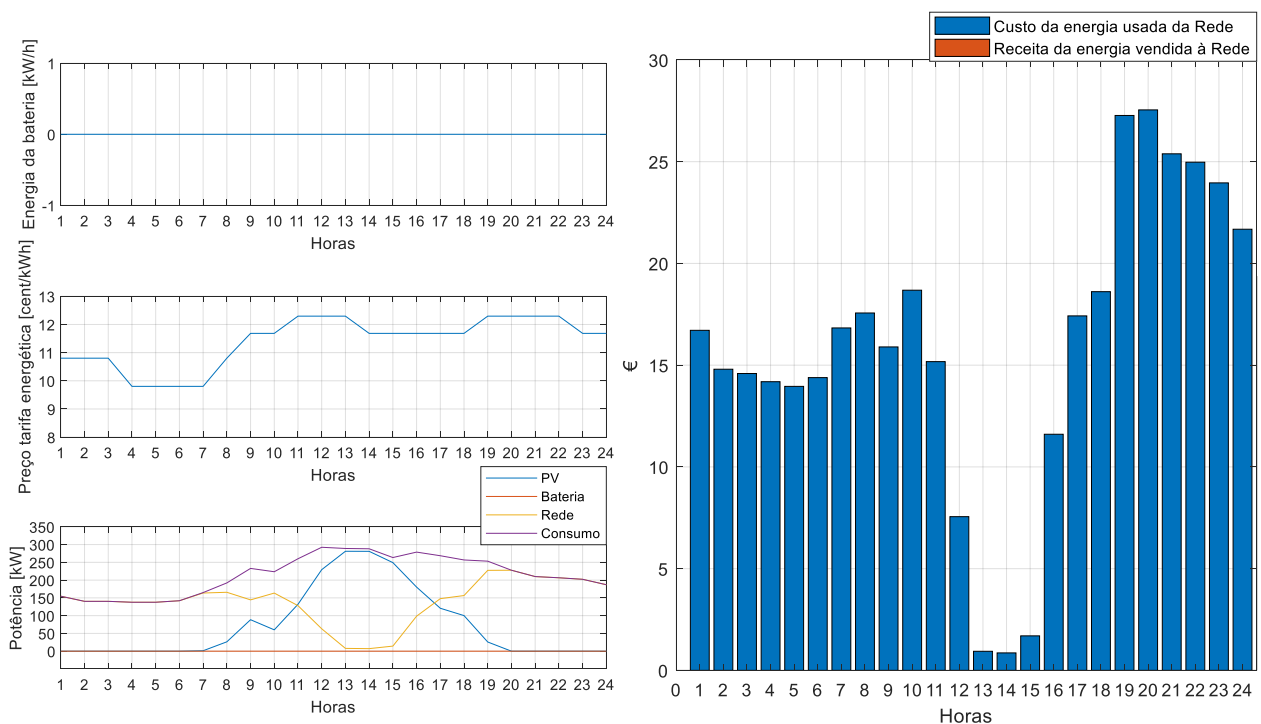 Energia da bateria [kW/h]
1
0
-1
1 2 3 4 5 6 7 8 9 10 11 12 13 14 15 16 17 18 19 20 21 22 23 24
Horas
Preço tarifa energética [cent/kWh]
13
12
11
10
9
8
1 2 3 4 5 6 7 8 9 10 11 12 13 14 15 16 17 18 19 20 21 22 23 24
Horas
PV
Bateria
Rede
Consumo
Potência [kW]
350
300
250
200
150
100
50
0
1 2 3 4 5 6 7 8 9 10 11 12 13 14 15 16 17 18 19 20 21 22 23 24
Horas
Custo da energia usada da Rede
Receita da energia vendida à Rede
€
30
25
20
15
10
5
0
0 1 2 3 4 5 6 7 8 9 10 11 12 13 14 15 16 17 18 19 20 21 22 23 24
Horas